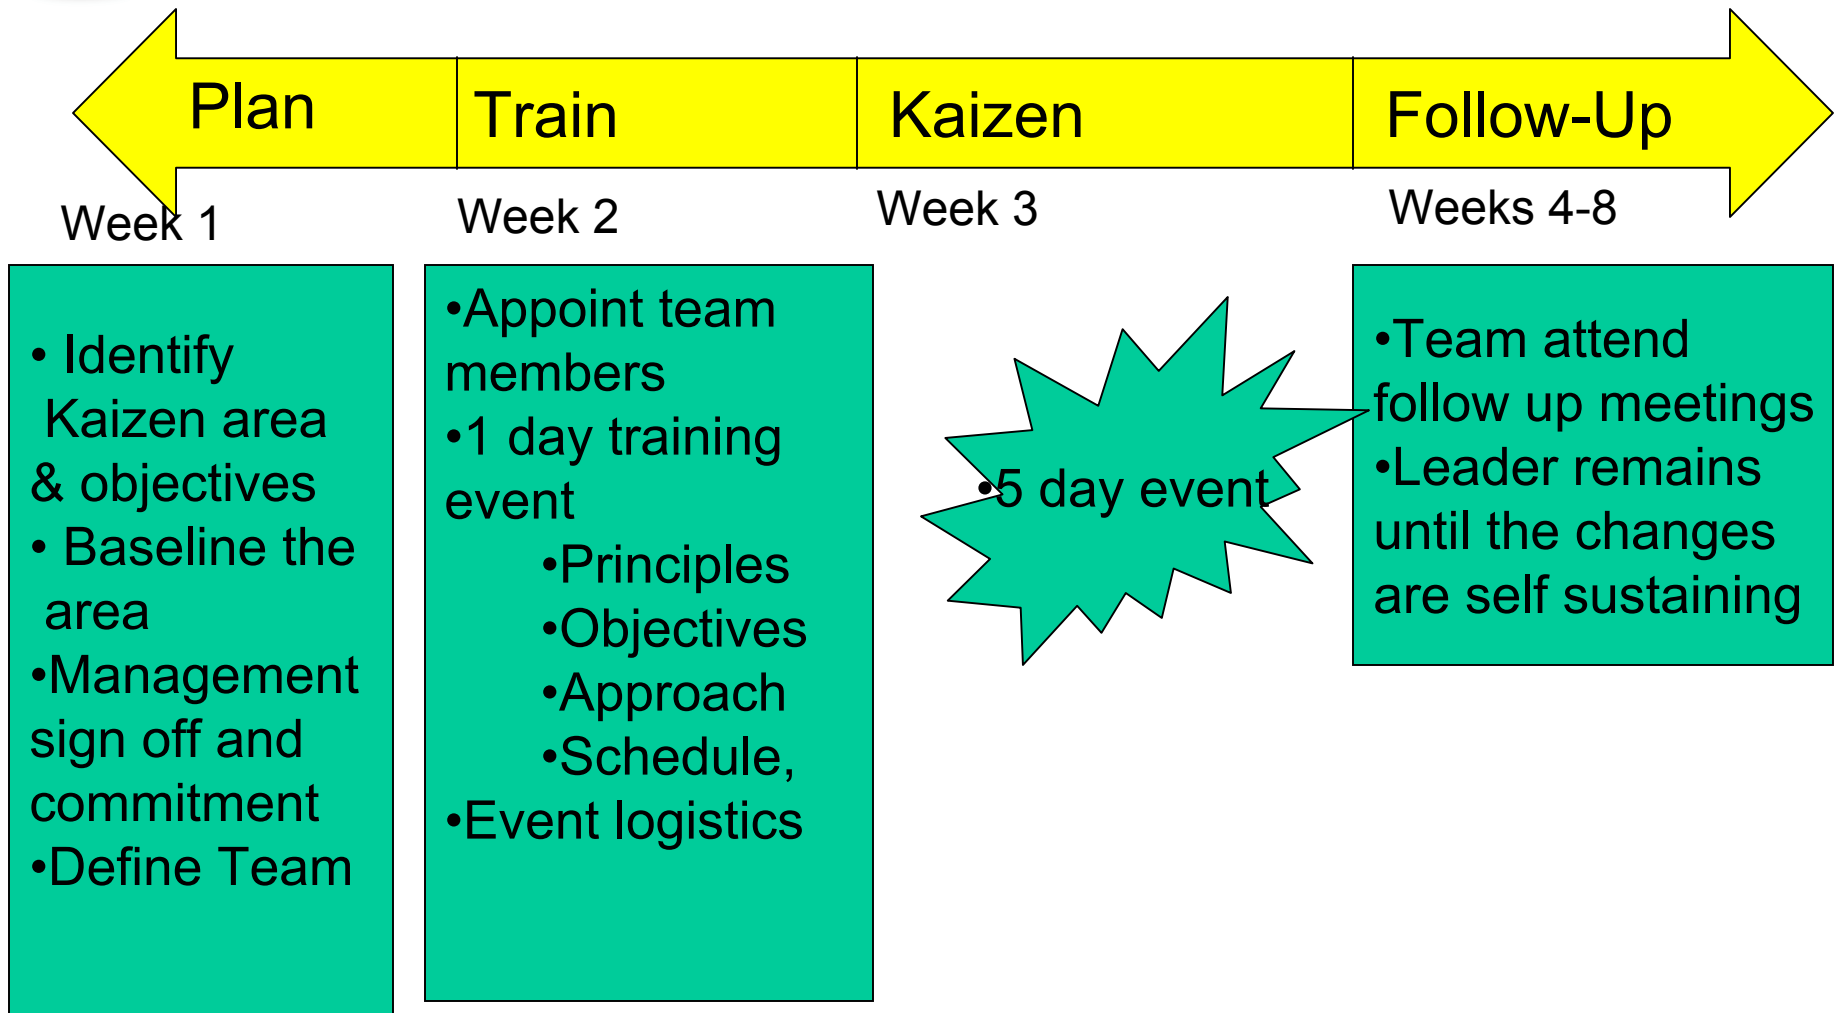 Plan
Train
Kaizen
Follow-Up
Week 1
Week 2
Week 3
Weeks 4-8
• Identify
Kaizen area
& objectives
• Baseline the
area
•Management
sign off and
commitment
•Define Team
•Appoint team
members
•1 day training
event
•Principles
•Objectives
•Approach
•Schedule,
•Event logistics
•5 day event
•Team attend
follow up meetings
•Leader remains
until the changes
are self sustaining